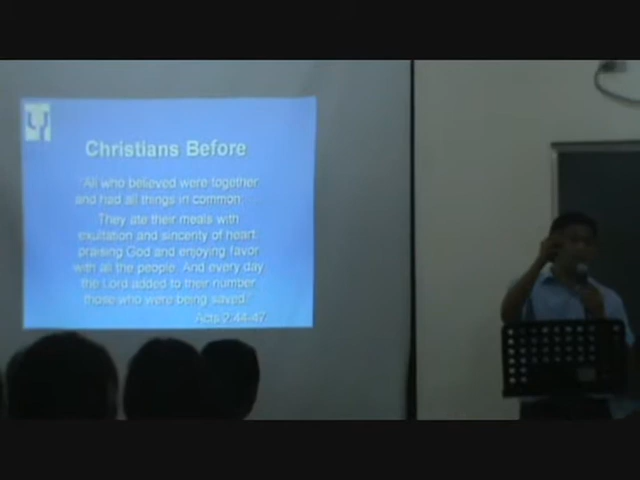 Christians Before
"All who believed were together
and had all things in common; . .
They ate their meals with
exultation and sincerity of heart,
praising God and enjoying favor
with all the people. And every day
the Lord added to their number
those who were being saved."
Acts 2:44-47